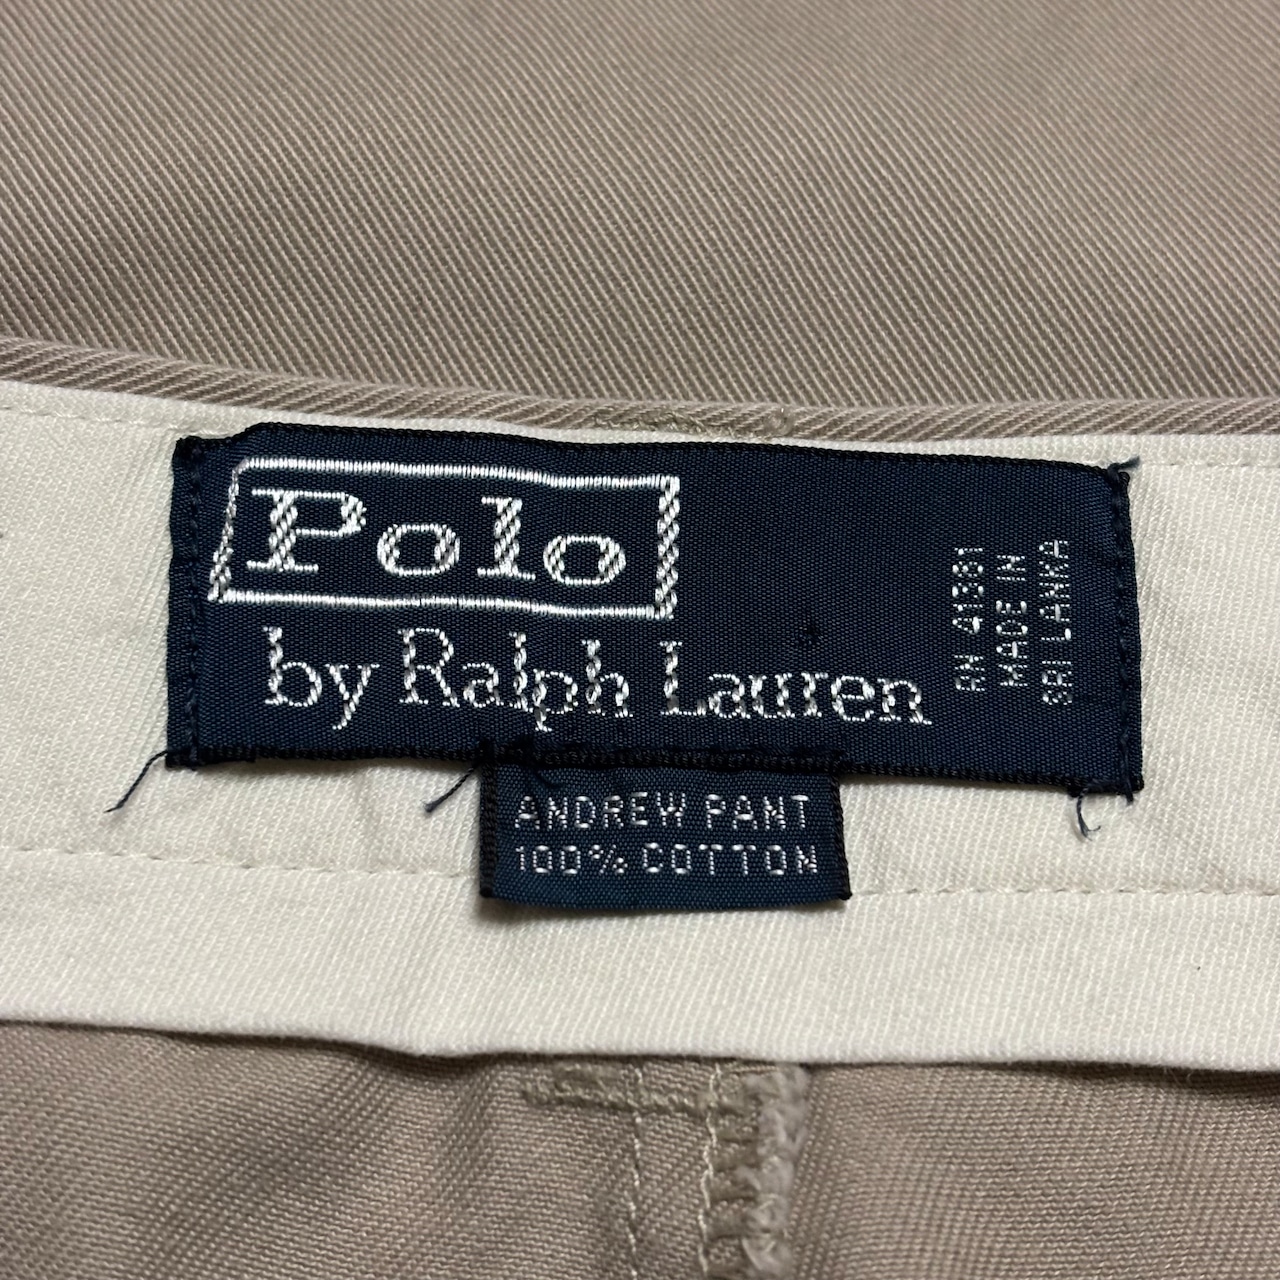 Polo
by Ralph Lauren
RN 41381
MADE IN
SRI LANKA
ANDREW PANT
100% COTTON